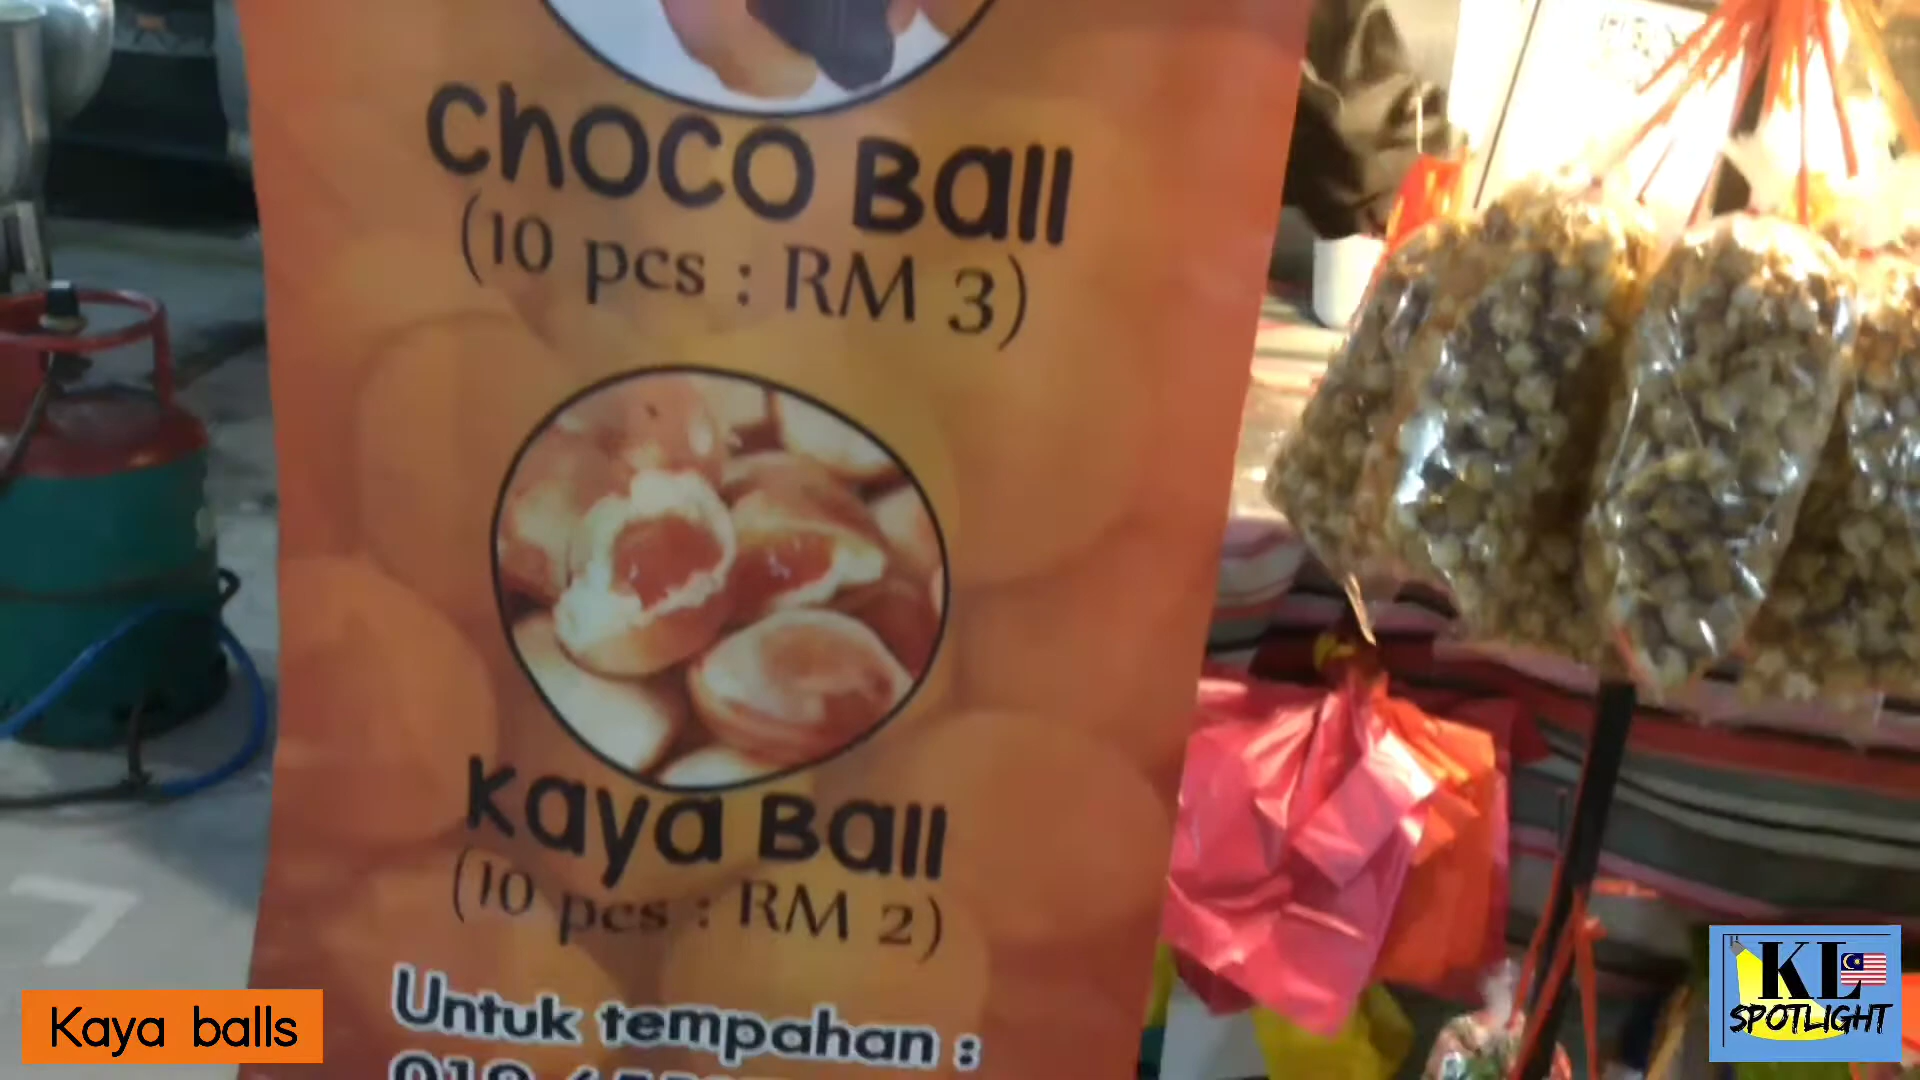 Choco Ball
(10 pcs : RM 3)
Kaya Ball
(10 pcs : RM 2)
Untuk tempahan :
Kaya balls
KL
SPOTLIGHT